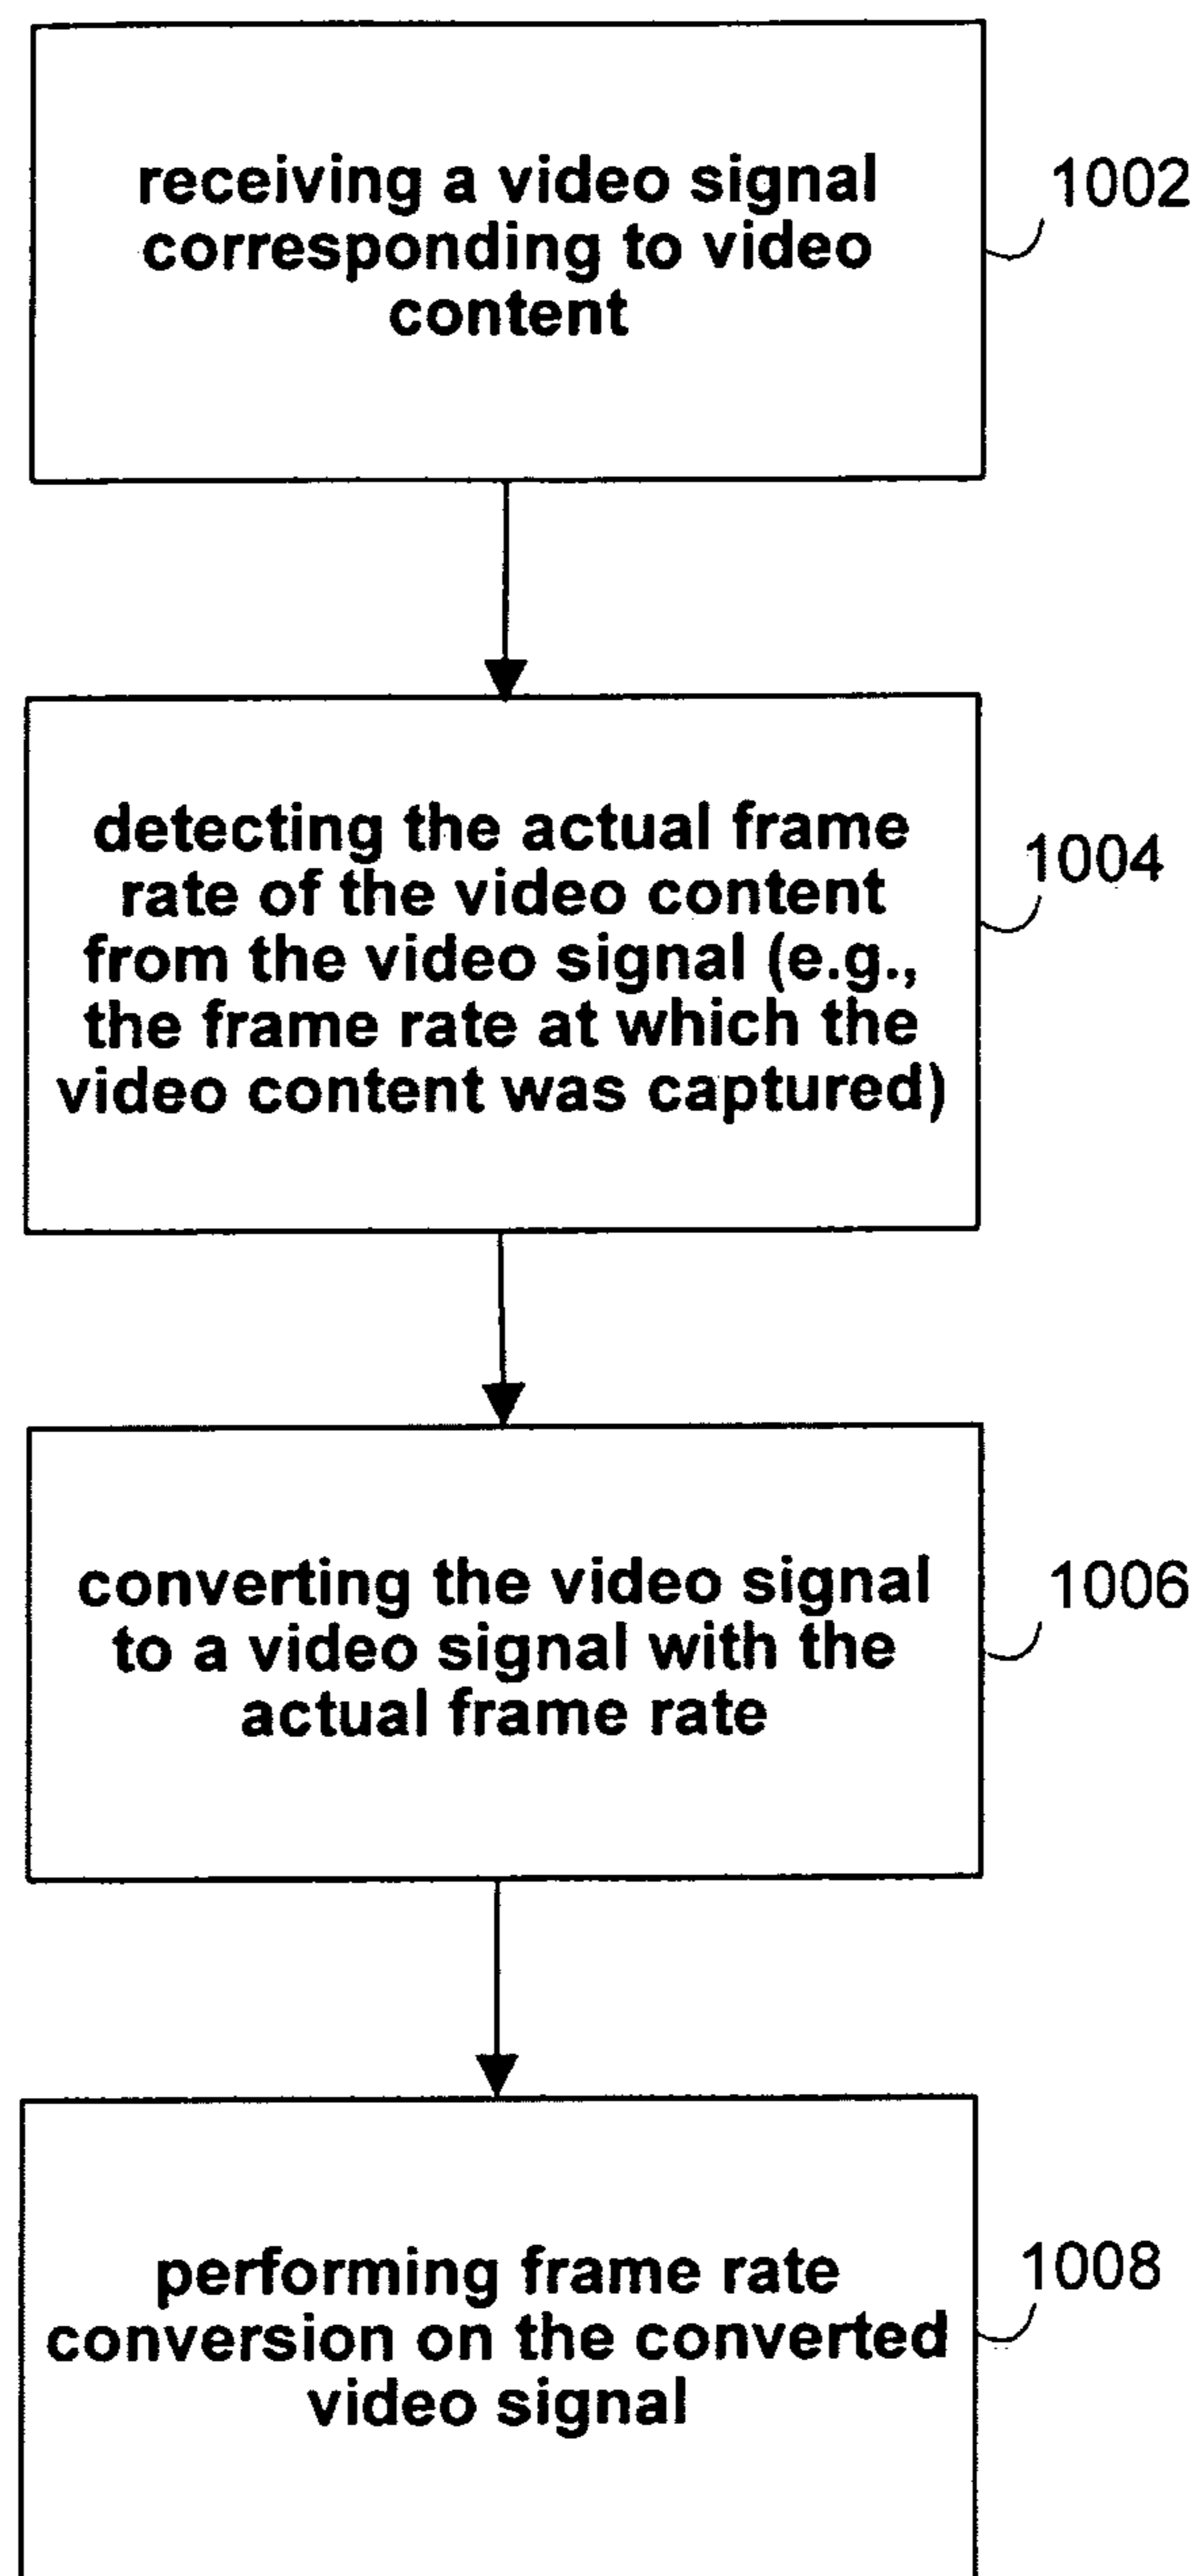 receiving a video signal
corresponding to video
content
1002
detecting the actual frame
rate of the video content
from the video signal (e.g.,
the frame rate at which the
video content was captured)
1004
converting the video signal
to a video signal with the
actual frame rate
1006
performing frame rate
conversion on the converted
video signal
1008